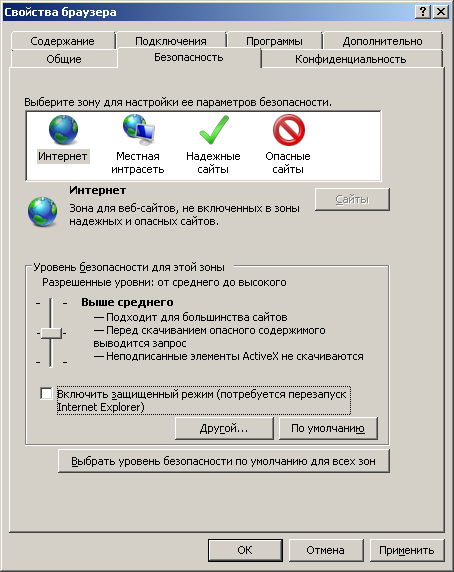 Свойства браузера
Содержание Подключения Программы Дополнительно
Общие Безопасность Конфиденциальность
Выберите зону для настройки ее параметров безопасности.
Интернет Местная интрасеть Надежные сайты Опасные сайты
Интернет
Сайты
Зона для веб-сайтов, не включенных в зоны
надежных и опасных сайтов.
Уровень безопасности для этой зоны
Разрешенные уровни: от среднего до высокого
Выше среднего
— Подходит для большинства сайтов
— Перед скачиванием опасного содержимого
выводится запрос
— Неподписанные элементы ActiveX не скачиваются
Включить защищенный режим (потребуется перезапуск
Internet Explorer)
Другой... По умолчанию
Выбрать уровень безопасности по умолчанию для всех зон
OK Отмена Применить